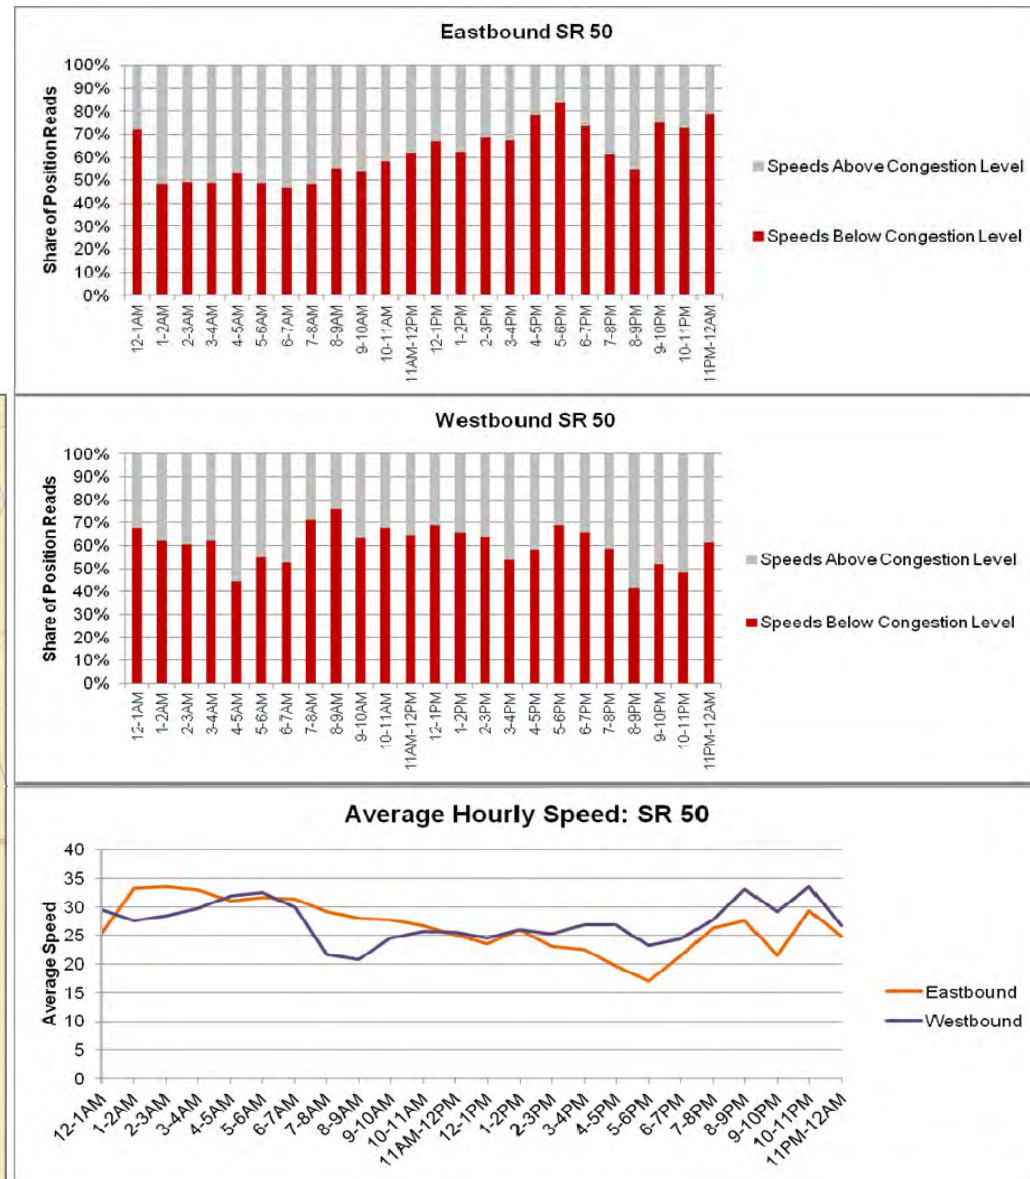 Eastbound SR 50
100%
90%
80%
70%
60%
50%
40%
30%
20%
10%
0%
Share of Position Reads
12-1AM
1-2AM
2-3AM
3-4AM
4-5AM
5-6AM
6-7AM
7-8AM
8-9AM
9-10AM
10-11AM
11AM-12PM
12-1PM
1-2PM
2-3PM
3-4PM
4-5PM
5-6PM
6-7PM
7-8PM
8-9PM
9-10PM
10-11PM
11PM-12AM
Speeds Above Congestion Level
Speeds Below Congestion Level
Westbound SR 50
100%
90%
80%
70%
60%
50%
40%
30%
20%
10%
0%
Share of Position Reads
12-1AM
1-2AM
2-3AM
3-4AM
4-5AM
5-6AM
6-7AM
7-8AM
8-9AM
9-10AM
10-11AM
11AM-12PM
12-1PM
1-2PM
2-3PM
3-4PM
4-5PM
5-6PM
6-7PM
7-8PM
8-9PM
9-10PM
10-11PM
11PM-12AM
Speeds Above Congestion Level
Speeds Below Congestion Level
Average Hourly Speed: SR 50
40
35
30
25
20
15
10
5
0
Average Speed
12-1AM
1-2AM
2-3AM
3-4AM
4-5AM
5-6AM
6-7AM
7-8AM
8-9AM
9-10AM
10-11AM
11AM-12PM
12-1PM
1-2PM
2-3PM
3-4PM
4-5PM
5-6PM
6-7PM
7-8PM
8-9PM
9-10PM
10-11PM
11PM-12AM
Eastbound
Westbound